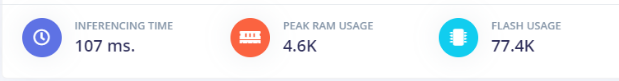 INFERENCING TIME
107 ms.
PEAK RAM USAGE
4.6K
FLASH USAGE
77.4K